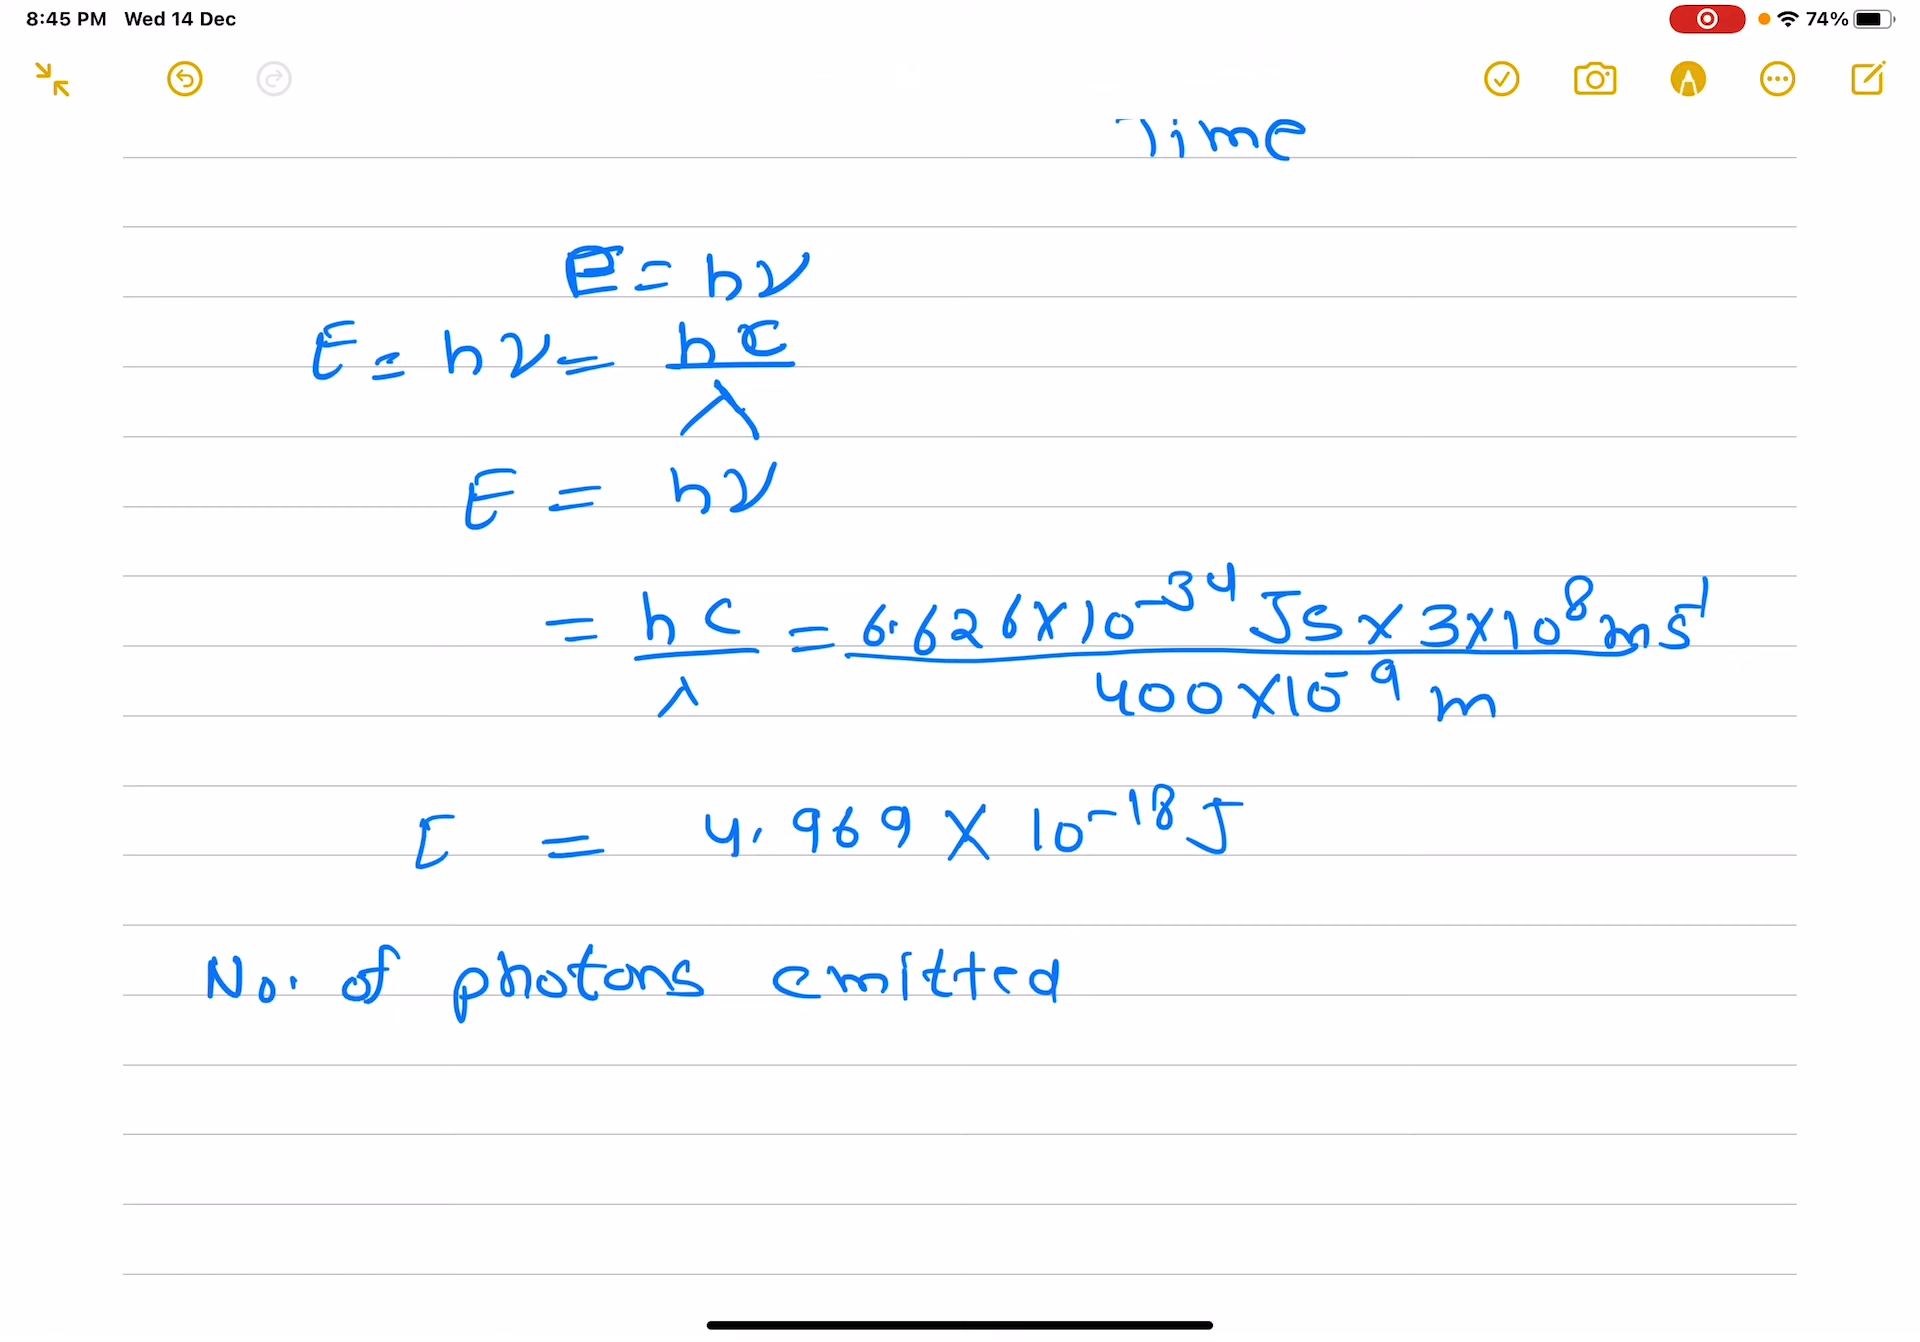 8:45 PM Wed 14 Dec 74%
Time
E = hν
E = hν = hc/λ
E = hν
= hc/λ = 6.626×10⁻³⁴ JS × 3×10⁸ ms⁻¹ / 400×10⁻⁹ m
E = 4.969 × 10⁻¹⁸ J
No. of photons emitted